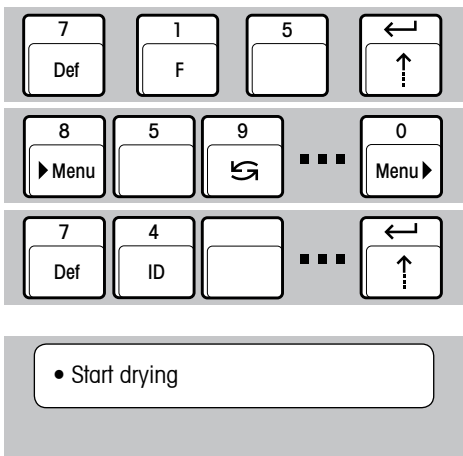 7 1 5
Def F
8 5 9 ■ ■ ■ 0
▶Menu Menu▶
7 4 ■ ■ ■
Def ID
• Start drying